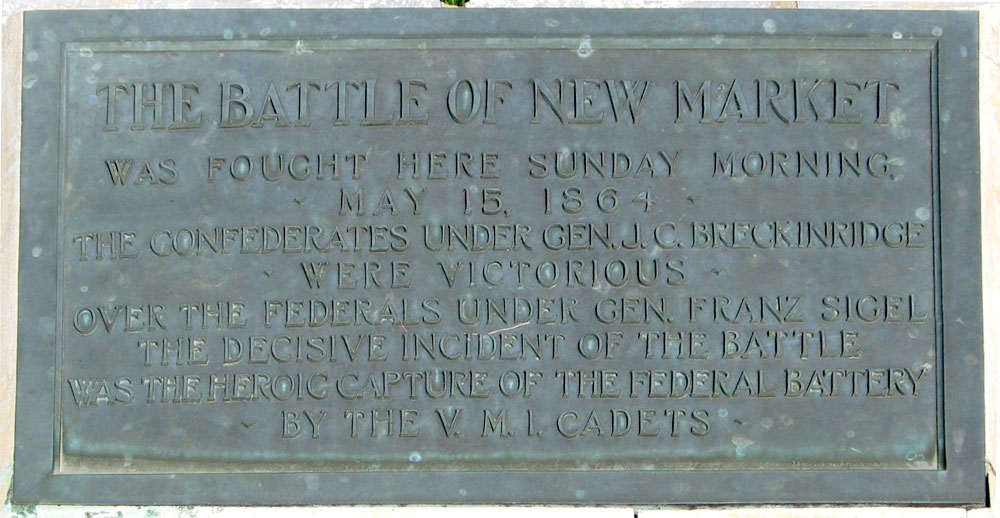 THE BATTLE OF NEW MARKET
WAS FOUGHT HERE SUNDAY MORNING,
MAY 15, 1864
THE CONFEDERATES UNDER GEN. J. C. BRECKINRIDGE
WERE VICTORIOUS
OVER THE FEDERALS UNDER GEN. FRANZ SIGEL
THE DECISIVE INCIDENT OF THE BATTLE
WAS THE HEROIC CAPTURE OF THE FEDERAL BATTERY
BY THE V. M. I. CADETS